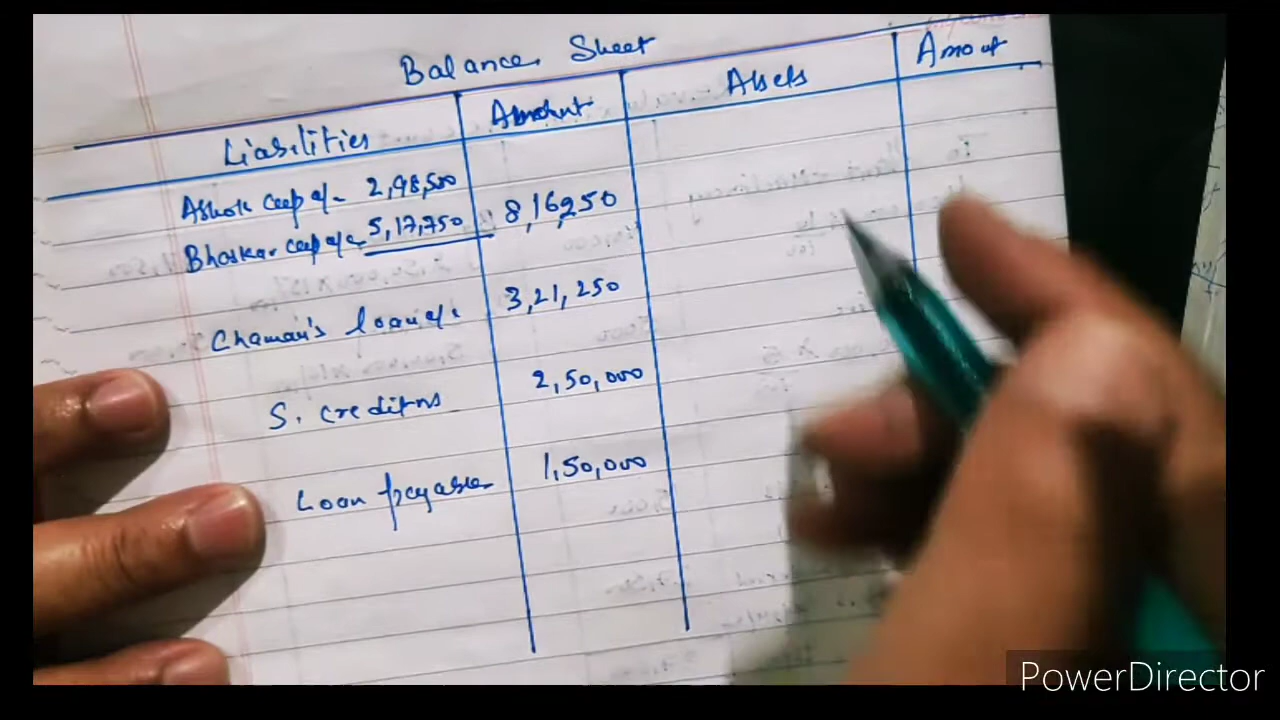 Balance Sheet
Liabilities Amount Assets Amout
Ashok cap a/c 2,98,500
Bhaskar cap a/c 5,17,750 8,16,250
Chaman's loan a/c 3,21,250
S. creditors 2,50,000
Loan payable 1,50,000
PowerDirector